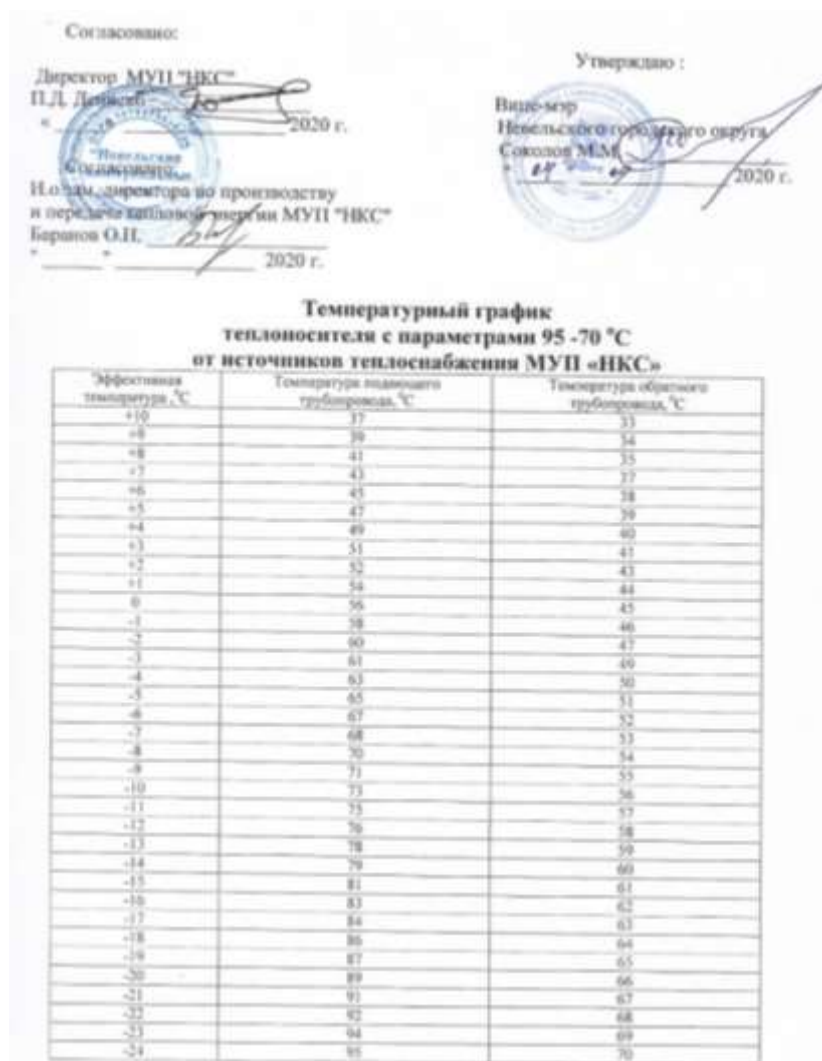 Согласовано:
Директор МУП "НКС"
П.Д.
" 2020 г.
Согласовано:
И.о зам. директора по производству
и передаче тепловой энергии МУП "НКС"
Баранов О.Н.
" " 2020 г.
Утверждаю :
Вице-мэр
Невельского городского округа
Соколов М.М.
" 2020 г.
Температурный график
теплоносителя с параметрами 95 -70 °С
от источников теплоснабжения МУП «НКС»
Эффективная температура ,°С Температура подающего трубопровода, °С Температура обратного трубопровода, °С
+10 37 33
+9 39 34
+8 41 35
+7 43 37
+6 45 38
+5 47 39
+4 49 40
+3 51 41
+2 52 43
+1 54 44
0 56 45
-1 58 46
-2 60 47
-3 61 49
-4 63 50
-5 65 51
-6 67 52
-7 68 53
-8 70 54
-9 71 55
-10 73 56
-11 75 57
-12 76 58
-13 78 59
-14 79 60
-15 81 61
-16 83 62
-17 84 63
-18 86 64
-19 87 65
-20 89 66
-21 91 67
-22 92 68
-23 94 69
-24 95 70